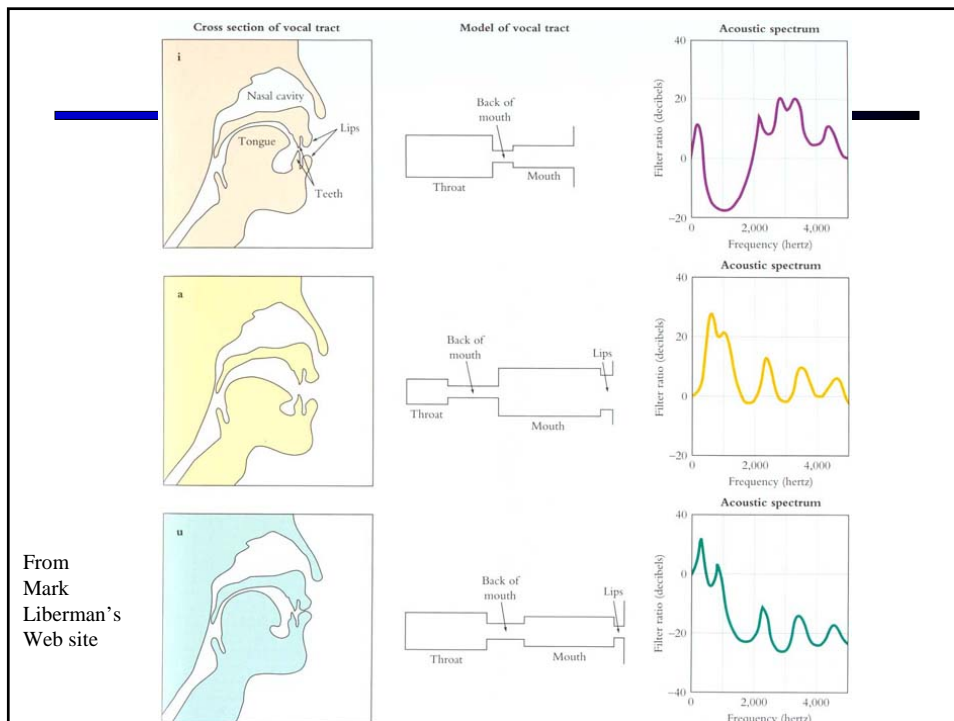 Cross section of vocal tract
Model of vocal tract
Acoustic spectrum
i
Nasal cavity
Tongue
Lips
Teeth
Back of
mouth
Throat
Mouth
Filter ratio (decibels)
40
20
0
−20
0
2,000
4,000
Frequency (hertz)
a
Back of
mouth
Lips
Throat
Mouth
Acoustic spectrum
Filter ratio (decibels)
40
20
0
−20
0
2,000
4,000
Frequency (hertz)
u
Back of
mouth
Lips
Throat
Mouth
Acoustic spectrum
Filter ratio (decibels)
40
20
0
−20
−40
0
2,000
4,000
Frequency (hertz)
From
Mark
Liberman’s
Web site